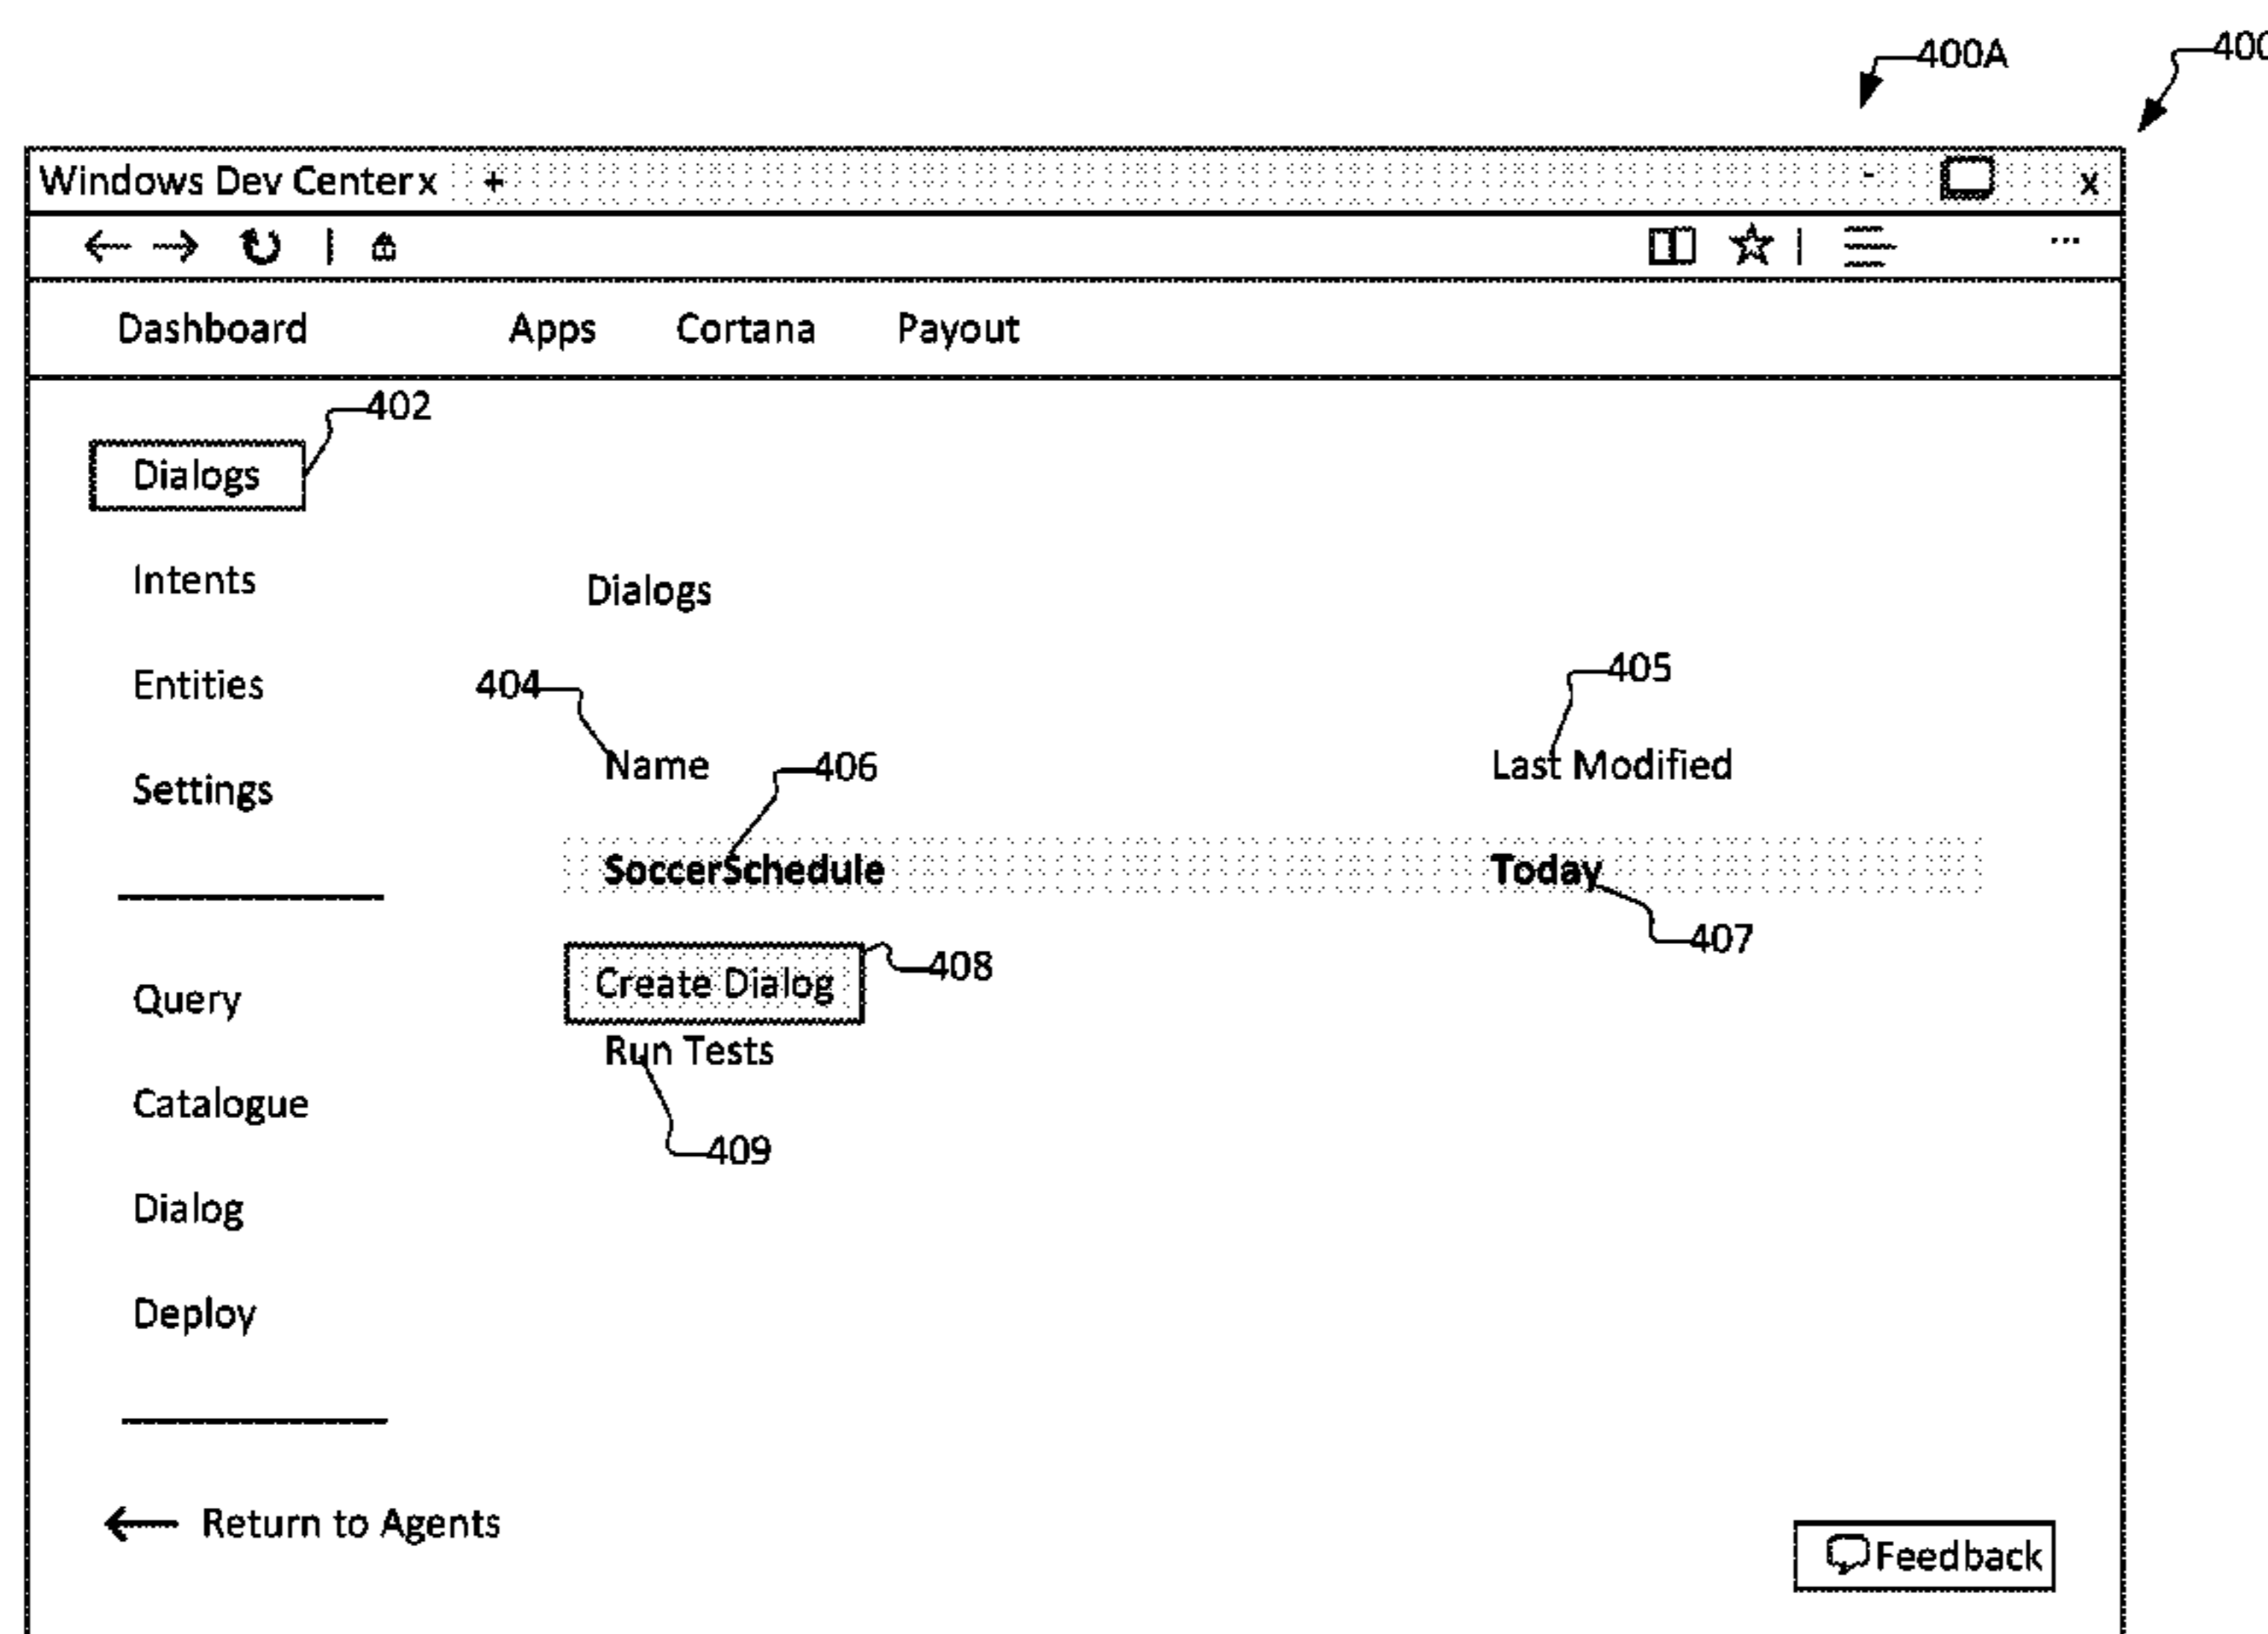 400A
400
Windows Dev Center x +
- x
...
Dashboard Apps Cortana Payout
402
Dialogs
Intents
Dialogs
Entities
404
405
Name
406
Last Modified
Settings
SoccerSchedule Today
407
408
Create Dialog
Query
Run Tests
Catalogue
409
Dialog
Deploy
Return to Agents
Feedback